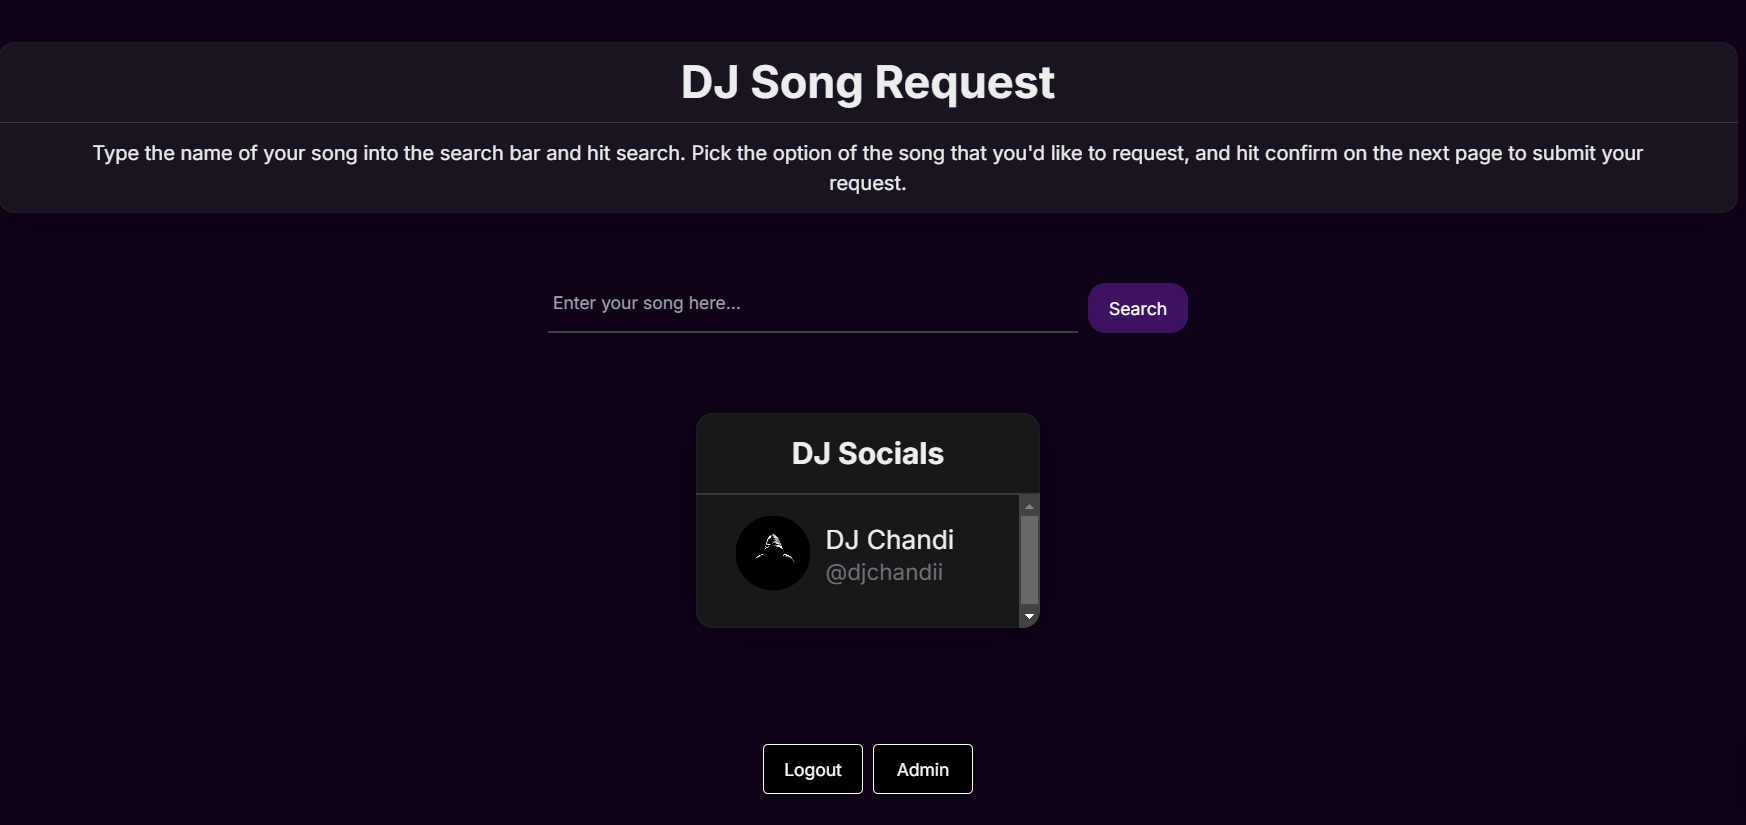 DJ Song Request
Type the name of your song into the search bar and hit search. Pick the option of the song that you'd like to request, and hit confirm on the next page to submit your
request.
Enter your song here...
Search
DJ Socials
DJ Chandi
@djchandii
Logout
Admin